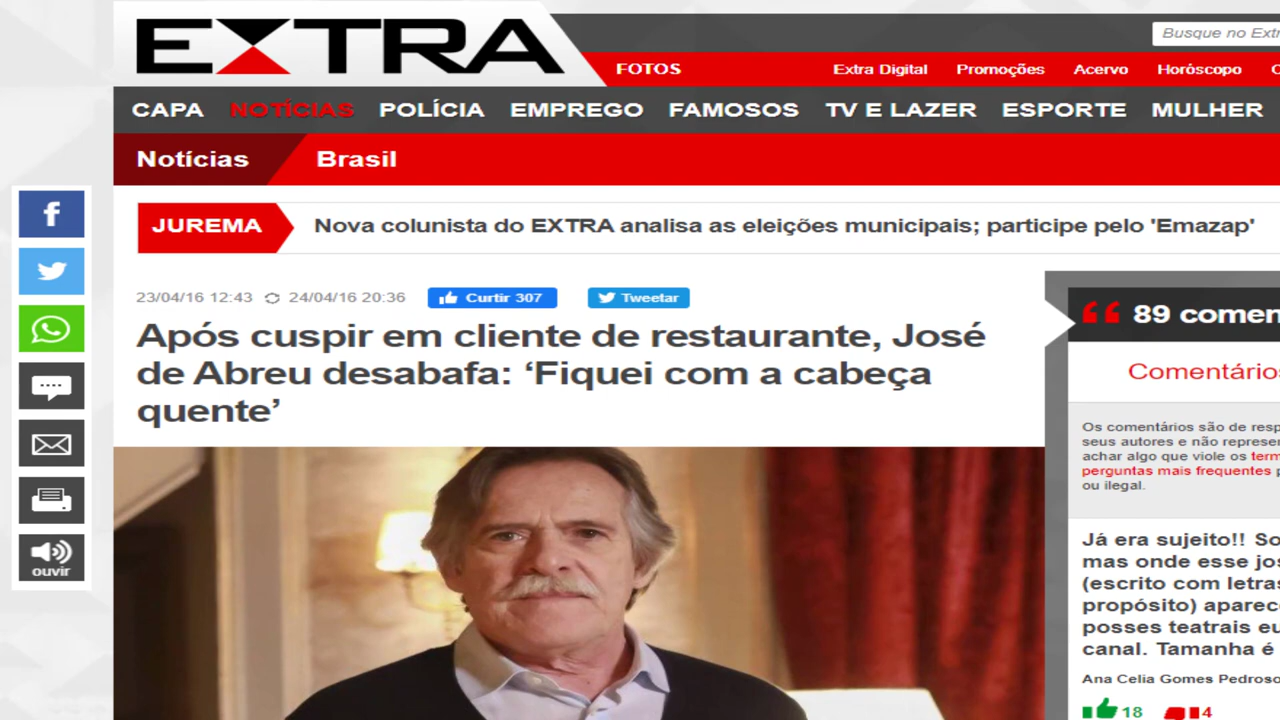 EXTRA
Busque no Extr
FOTOS
Extra Digital Promoções Acervo Horóscopo
CAPA NOTÍCIAS POLÍCIA EMPREGO FAMOSOS TV E LAZER ESPORTE MULHER
Notícias Brasil
JUREMA Nova colunista do EXTRA analisa as eleições municipais; participe pelo 'Emazap'
23/04/16 12:43 24/04/16 20:36 Curtir 307 Tweetar
Após cuspir em cliente de restaurante, José
de Abreu desabafa: ‘Fiquei com a cabeça
quente’
ouvir
89 comen
Comentários
Os comentários são de resp
seus autores e não represen
achar algo que viole os term
perguntas mais frequentes p
ou ilegal.
Já era sujeito!! So
mas onde esse jos
(escrito com letras
propósito) aparece
posses teatrais eu
canal. Tamanha é
Ana Celia Gomes Pedroso
18 4